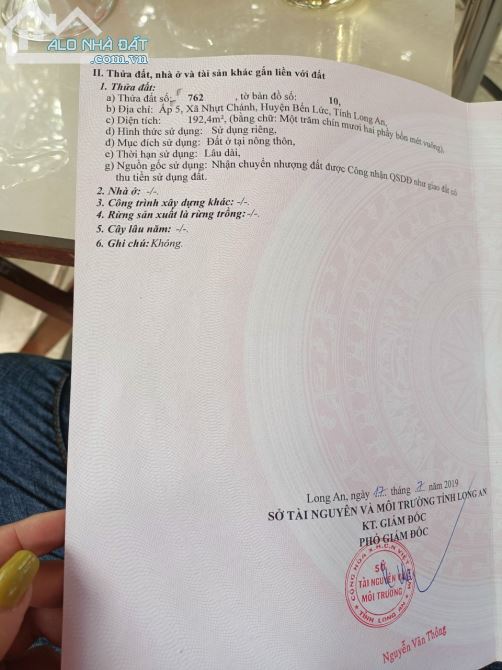 ALO NHÀ ĐẤT
II. Thửa đất, nhà ở và tài sản khác gắn liền với đất
1. Thửa đất:
a) Thửa đất số: 762 , tờ bản đồ số: 10,
b) Địa chỉ: Ấp 5, Xã Nhựt Chánh, Huyện Bến Lức, Tỉnh Long An,
c) Diện tích: 192,4m², (bằng chữ: Một trăm chín mươi hai phẩy bốn mét vuông),
d) Hình thức sử dụng: Sử dụng riêng,
đ) Mục đích sử dụng: Đất ở tại nông thôn,
e) Thời hạn sử dụng: Lâu dài,
g) Nguồn gốc sử dụng: Nhận chuyển nhượng đất được Công nhận QSDĐ như giao đất có
thu tiền sử dụng đất.
2. Nhà ở: -/-.
3. Công trình xây dựng khác: -/-.
4. Rừng sản xuất là rừng trồng: -/-.
5. Cây lâu năm: -/-.
6. Ghi chú: Không.
Long An, ngày 17 tháng 7 năm 2019
SỞ TÀI NGUYÊN VÀ MÔI TRƯỜNG TỈNH LONG AN
KT. GIÁM ĐỐC
PHÓ GIÁM ĐỐC
CỘNG HÒA X.H.C.N VIỆT NAM
SỞ
TÀI NGUYÊN VÀ
MÔI TRƯỜNG
TỈNH LONG AN
Nguyễn Văn Thông